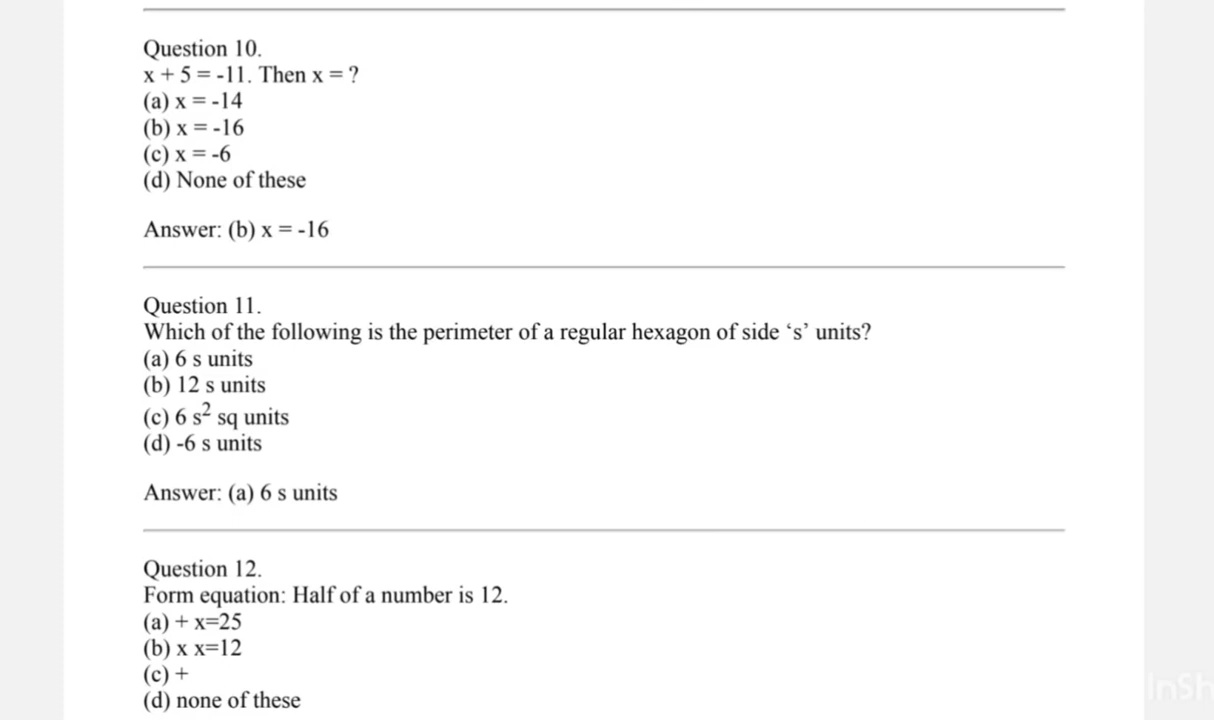 Question 10.
x + 5 = -11. Then x = ?
(a) x = -14
(b) x = -16
(c) x = -6
(d) None of these
Answer: (b) x = -16
Question 11.
Which of the following is the perimeter of a regular hexagon of side ‘s’ units?
(a) 6 s units
(b) 12 s units
(c) 6 s² sq units
(d) -6 s units
Answer: (a) 6 s units
Question 12.
Form equation: Half of a number is 12.
(a) + x=25
(b) x x=12
(c) +
(d) none of these
InSh